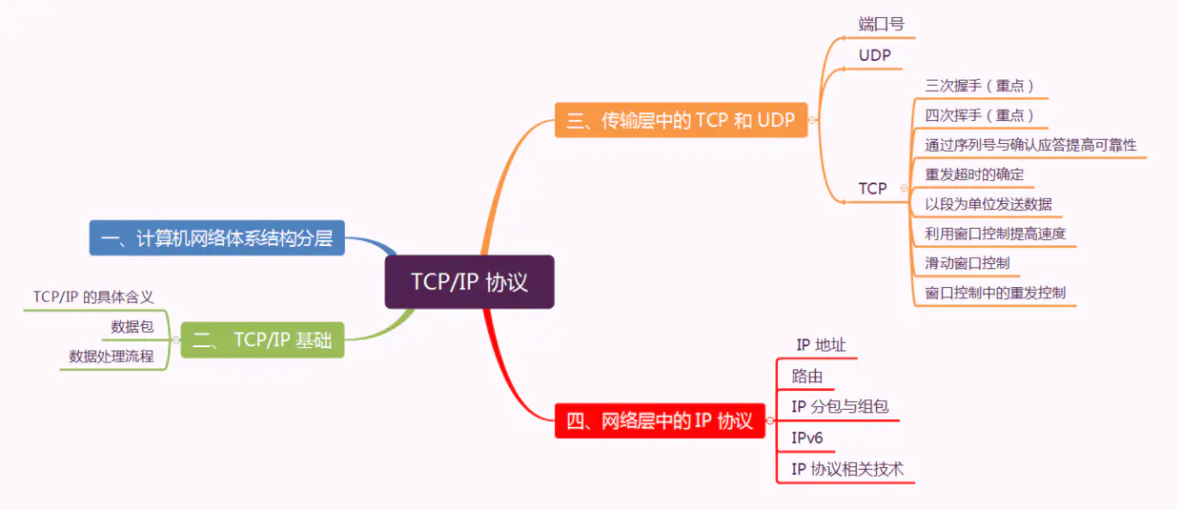 TCP/IP 协议
一、计算机网络体系结构分层
二、 TCP/IP 基础
TCP/IP 的具体含义
数据包
数据处理流程
三、传输层中的 TCP 和 UDP
端口号
UDP
TCP
三次握手（重点）
四次挥手（重点）
通过序列号与确认应答提高可靠性
重发超时的确定
以段为单位发送数据
利用窗口控制提高速度
滑动窗口控制
窗口控制中的重发控制
四、网络层中的 IP 协议
IP 地址
路由
IP 分包与组包
IPv6
IP 协议相关技术